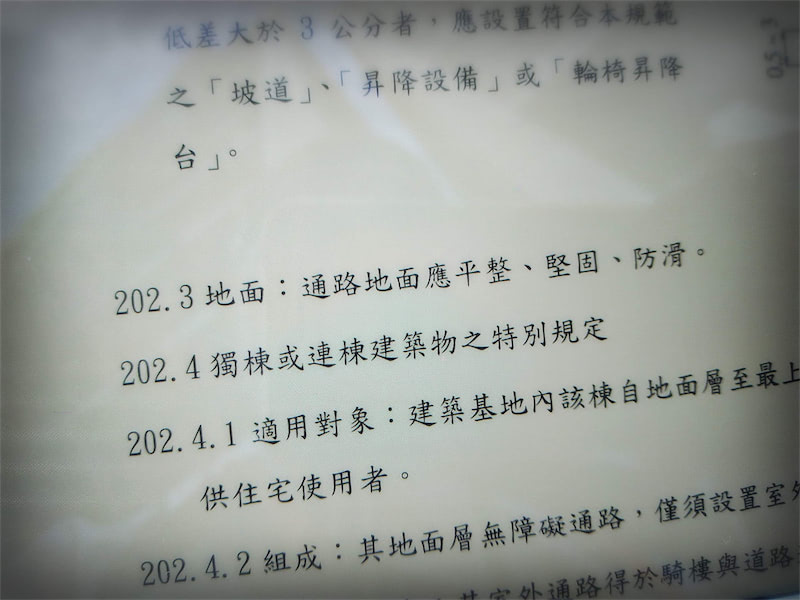 低差大於 3 公分者，應設置符合本規範
之「坡道」、「昇降設備」或「輪椅昇降
台」。
202.3 地面：通路地面應平整、堅固、防滑。
202.4 獨棟或連棟建築物之特別規定
202.4.1 適用對象：建築基地內該棟自地面層至最上
供住宅使用者。
202.4.2 組成：其地面層無障礙通路，僅須設置室外
其室外通路得於騎樓與道路